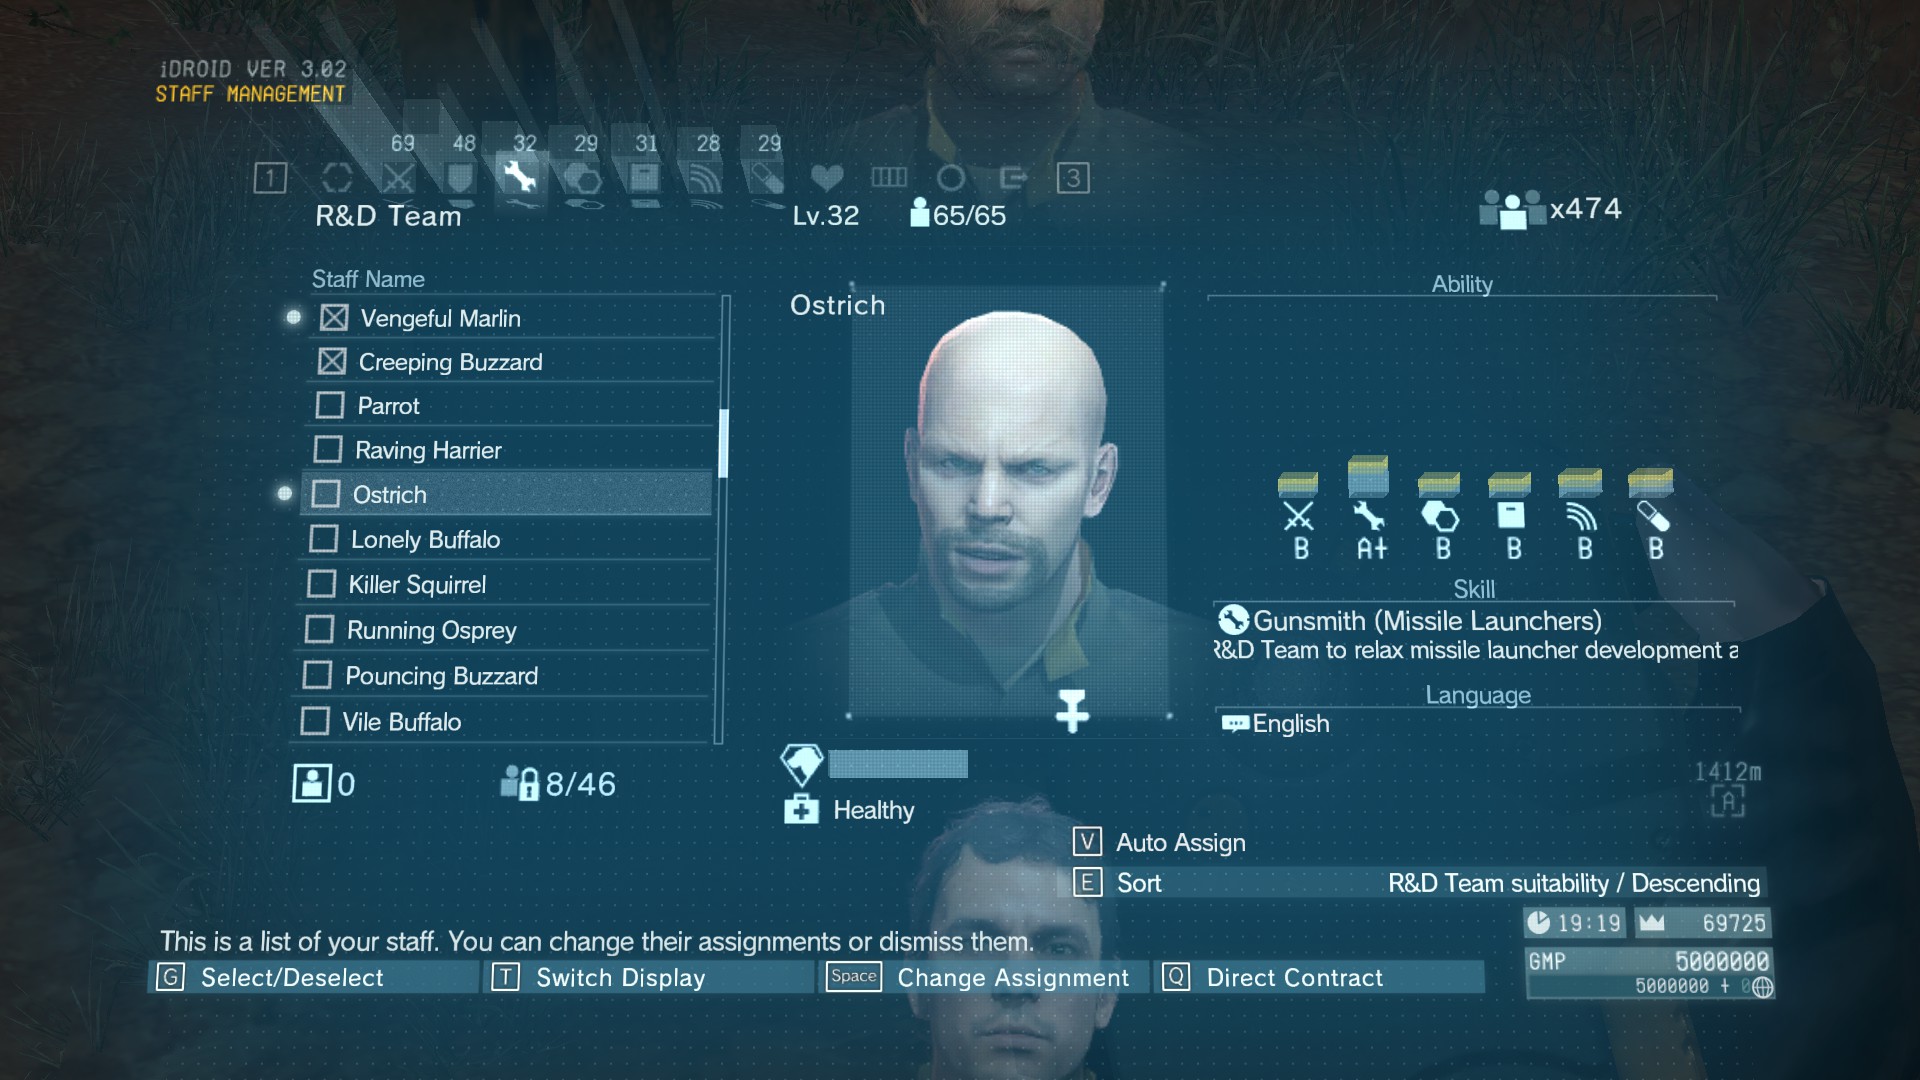 iDROID VER 3.02
STAFF MANAGEMENT
69 48 32 29 31 28 29
1 3
R&D Team Lv.32 65/65 x474
Staff Name
Vengeful Marlin
Creeping Buzzard
Parrot
Raving Harrier
Ostrich
Lonely Buffalo
Killer Squirrel
Running Osprey
Pouncing Buzzard
Vile Buffalo
0 8/46
Ostrich
Healthy
Ability
B A+ B B B B
Skill
Gunsmith (Missile Launchers)
R&D Team to relax missile launcher development a
Language
English
1412m
A
V Auto Assign
E Sort R&D Team suitability / Descending
19:19 69725
GMP 5000000
5000000 + 0
This is a list of your staff. You can change their assignments or dismiss them.
G Select/Deselect T Switch Display Space Change Assignment Q Direct Contract